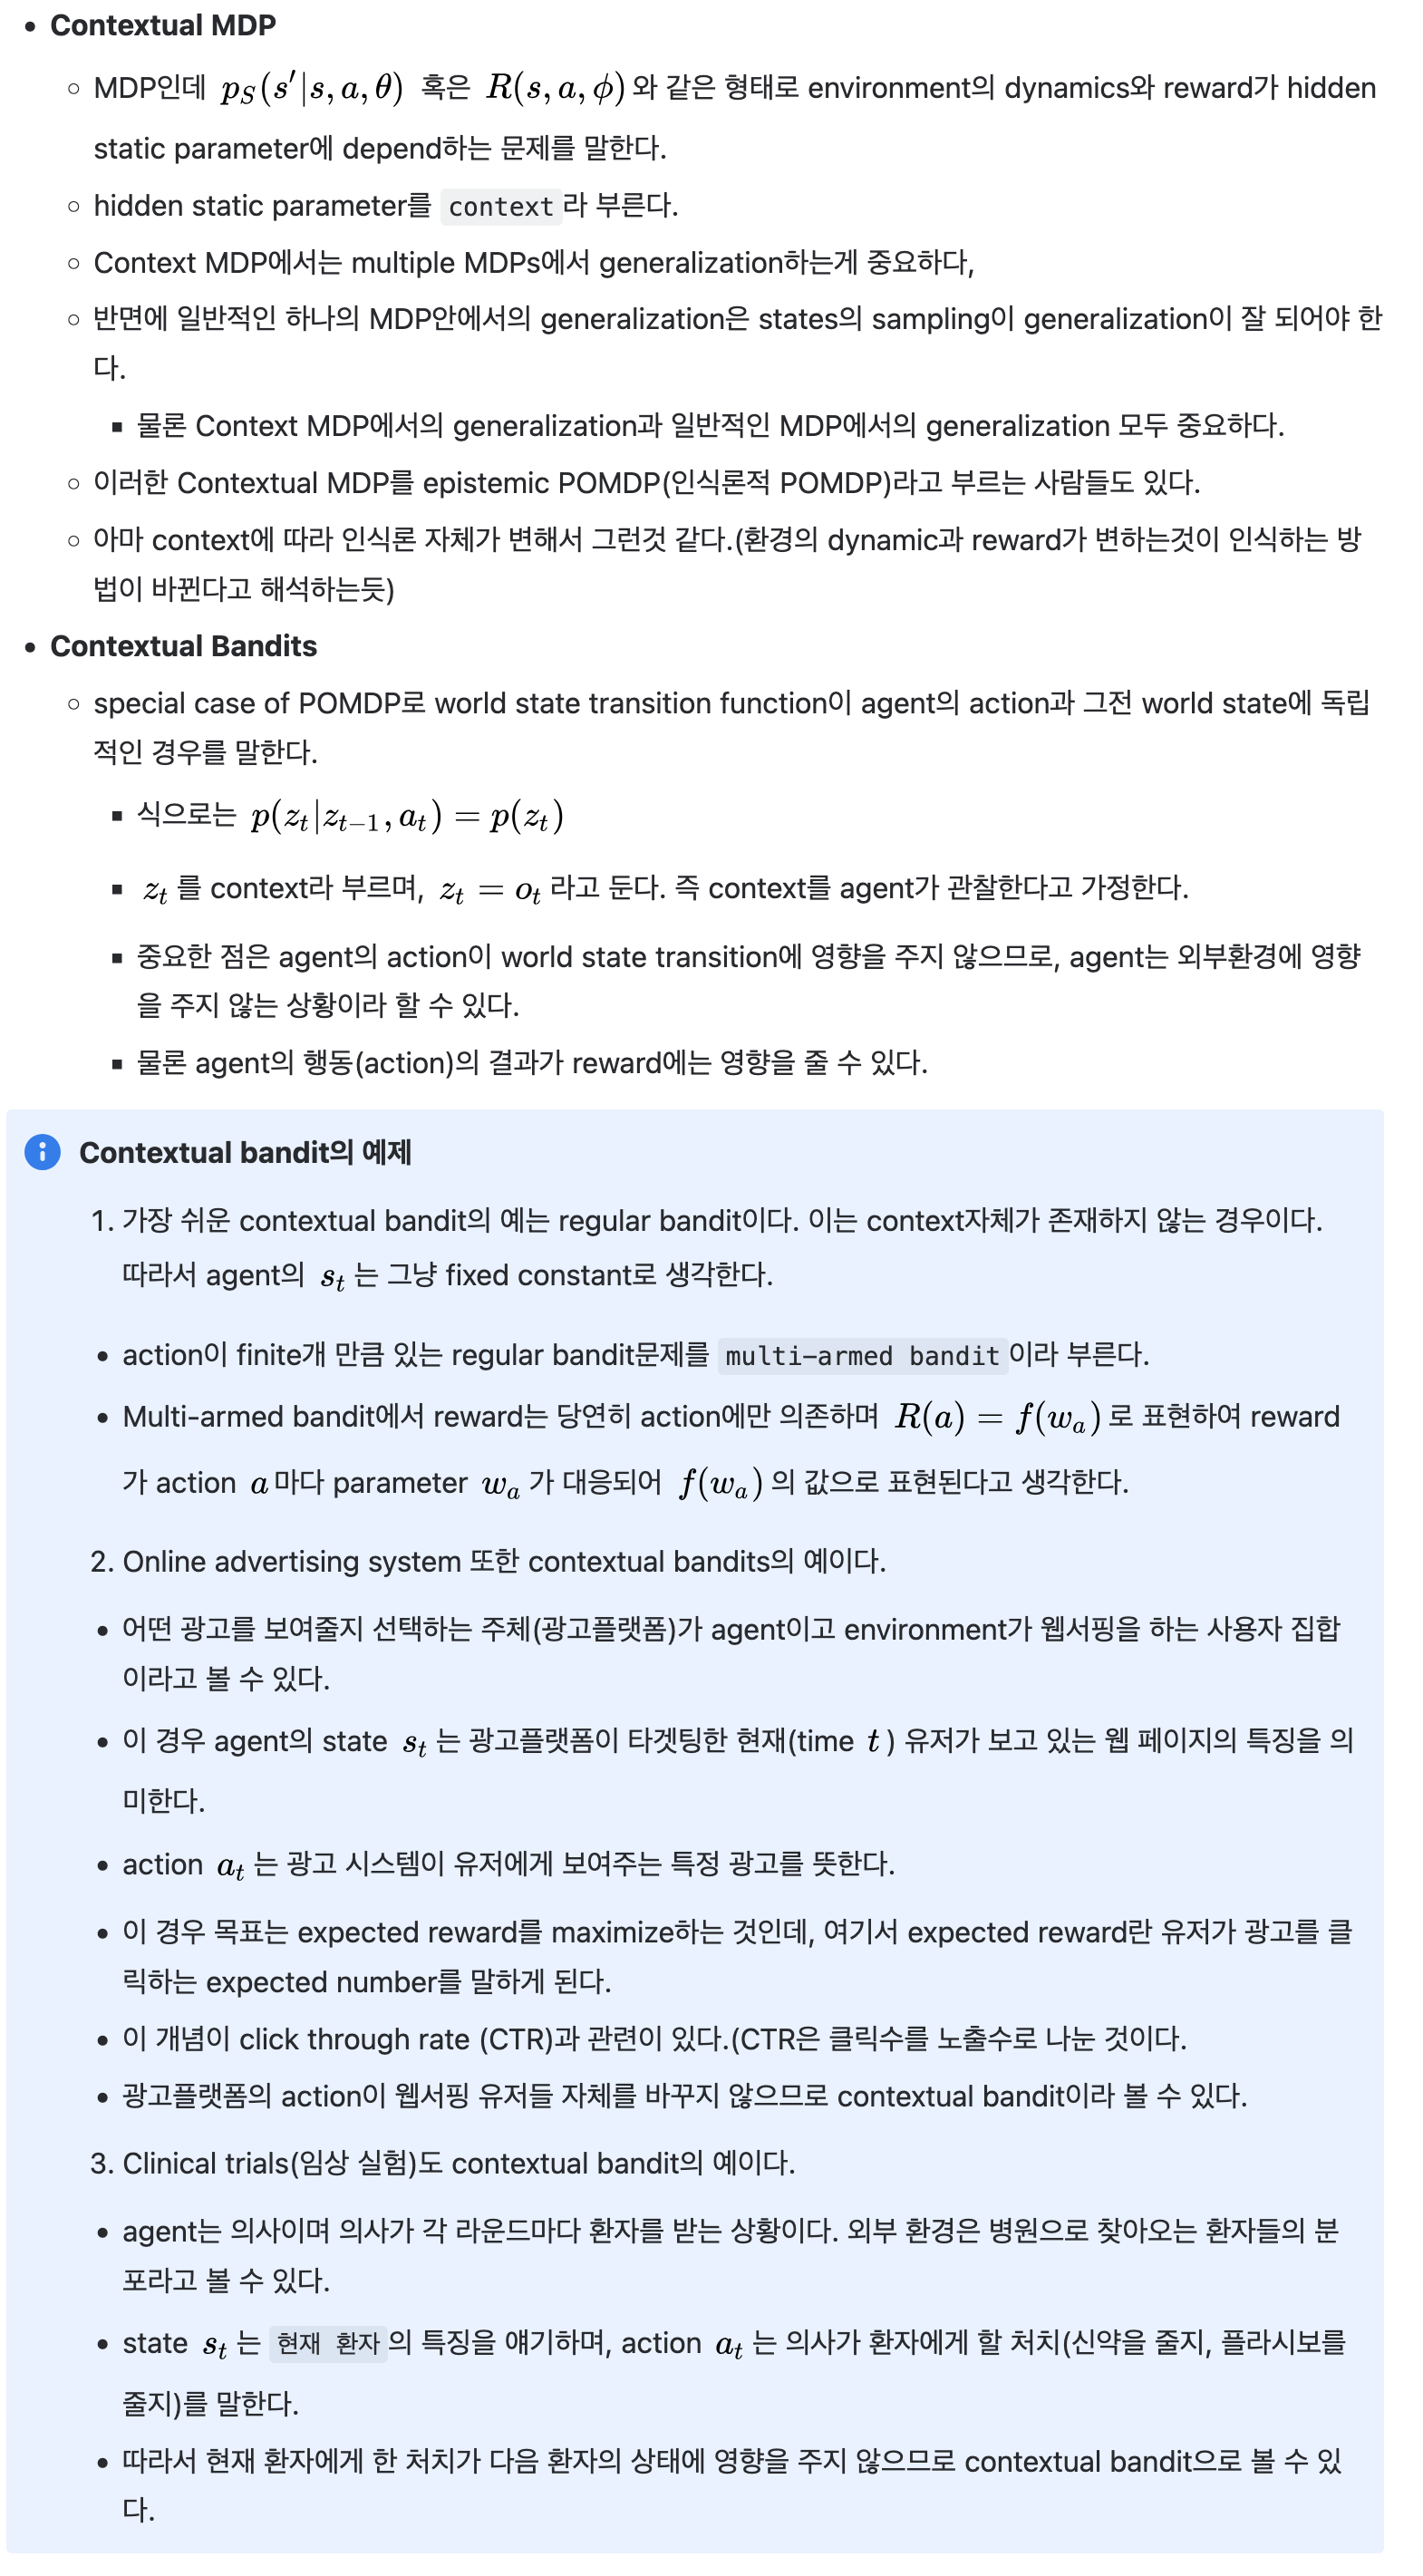 • Contextual MDP
◦ MDP인데 p_S(s′|s, a, θ) 혹은 R(s, a, ϕ)와 같은 형태로 environment의 dynamics와 reward가 hidden
static parameter에 depend하는 문제를 말한다.
◦ hidden static parameter를 context라 부른다.
◦ Context MDP에서는 multiple MDPs에서 generalization하는게 중요하다,
◦ 반면에 일반적인 하나의 MDP안에서의 generalization은 states의 sampling이 generalization이 잘 되어야 한
다.
▪ 물론 Context MDP에서의 generalization과 일반적인 MDP에서의 generalization 모두 중요하다.
◦ 이러한 Contextual MDP를 epistemic POMDP(인식론적 POMDP)라고 부르는 사람들도 있다.
◦ 아마 context에 따라 인식론 자체가 변해서 그런것 같다.(환경의 dynamic과 reward가 변하는것이 인식하는 방
법이 바뀐다고 해석하는듯)
• Contextual Bandits
◦ special case of POMDP로 world state transition function이 agent의 action과 그전 world state에 독립
적인 경우를 말한다.
▪ 식으로는 p(z_t|z_{t−1}, a_t) = p(z_t)
▪ z_t 를 context라 부르며, z_t = o_t 라고 둔다. 즉 context를 agent가 관찰한다고 가정한다.
▪ 중요한 점은 agent의 action이 world state transition에 영향을 주지 않으므로, agent는 외부환경에 영향
을 주지 않는 상황이라 할 수 있다.
▪ 물론 agent의 행동(action)의 결과가 reward에는 영향을 줄 수 있다.
Contextual bandit의 예제
1. 가장 쉬운 contextual bandit의 예는 regular bandit이다. 이는 context자체가 존재하지 않는 경우이다.
따라서 agent의 s_t 는 그냥 fixed constant로 생각한다.
• action이 finite개 만큼 있는 regular bandit문제를 multi-armed bandit이라 부른다.
• Multi-armed bandit에서 reward는 당연히 action에만 의존하며 R(a) = f(w_a)로 표현하여 reward
가 action a마다 parameter w_a 가 대응되어 f(w_a)의 값으로 표현된다고 생각한다.
2. Online advertising system 또한 contextual bandits의 예이다.
• 어떤 광고를 보여줄지 선택하는 주체(광고플랫폼)가 agent이고 environment가 웹서핑을 하는 사용자 집합
이라고 볼 수 있다.
• 이 경우 agent의 state s_t 는 광고플랫폼이 타겟팅한 현재(time t) 유저가 보고 있는 웹 페이지의 특징을 의
미한다.
• action a_t 는 광고 시스템이 유저에게 보여주는 특정 광고를 뜻한다.
• 이 경우 목표는 expected reward를 maximize하는 것인데, 여기서 expected reward란 유저가 광고를 클
릭하는 expected number를 말하게 된다.
• 이 개념이 click through rate (CTR)과 관련이 있다.(CTR은 클릭수를 노출수로 나눈 것이다.
• 광고플랫폼의 action이 웹서핑 유저들 자체를 바꾸지 않으므로 contextual bandit이라 볼 수 있다.
3. Clinical trials(임상 실험)도 contextual bandit의 예이다.
• agent는 의사이며 의사가 각 라운드마다 환자를 받는 상황이다. 외부 환경은 병원으로 찾아오는 환자들의 분
포라고 볼 수 있다.
• state s_t 는 현재 환자의 특징을 얘기하며, action a_t 는 의사가 환자에게 할 처치(신약을 줄지, 플라시보를
줄지)를 말한다.
• 따라서 현재 환자에게 한 처치가 다음 환자의 상태에 영향을 주지 않으므로 contextual bandit으로 볼 수 있
다.